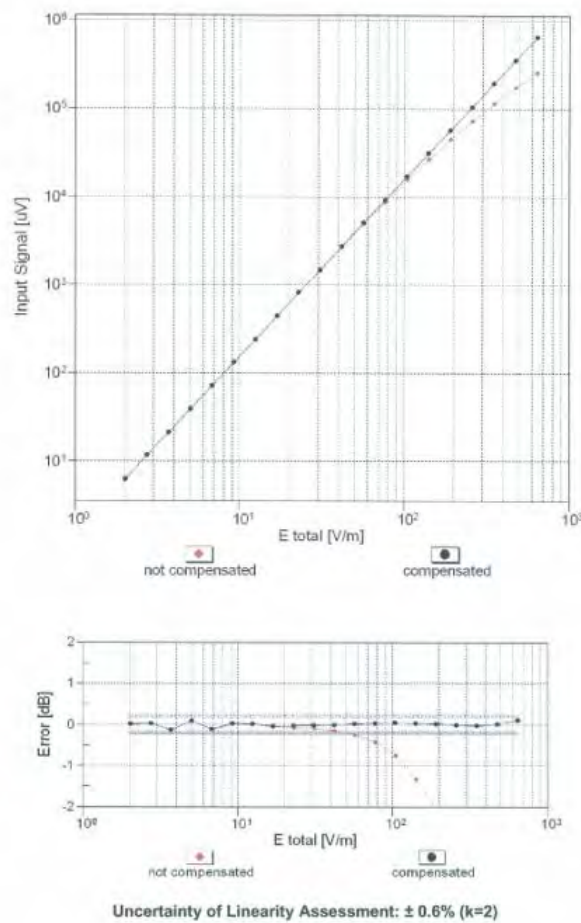 10⁶
10⁵
10⁴
10³
10²
10¹
Input Signal [uV]
10⁰ 10¹ 10² 10³
E total [V/m]
not compensated compensated
2
1
0
-1
-2
Error [dB]
10⁰ 10¹ 10² 10³
E total [V/m]
not compensated compensated
Uncertainty of Linearity Assessment: ± 0.6% (k=2)